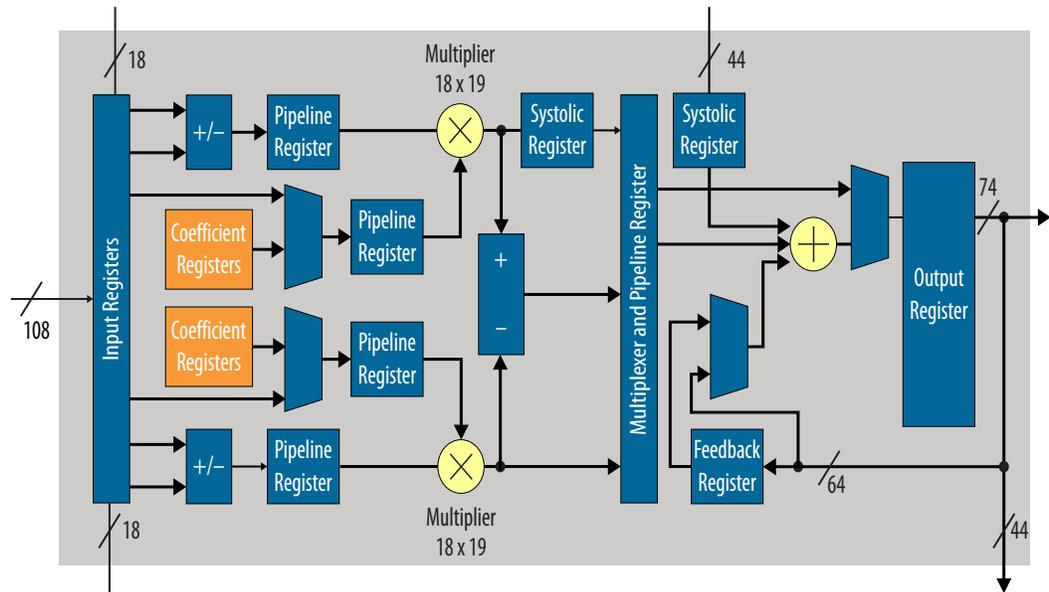 18
44
Multiplier
18 x 19
+/−
Pipeline
Register
Systolic
Register
Systolic
Register
Coefficient
Registers
Pipeline
Register
Input Registers
Multiplexer and Pipeline Register
74
+
−
Output
Register
108
Coefficient
Registers
Pipeline
Register
+/−
Pipeline
Register
Feedback
Register
64
Multiplier
18 x 19
18
44